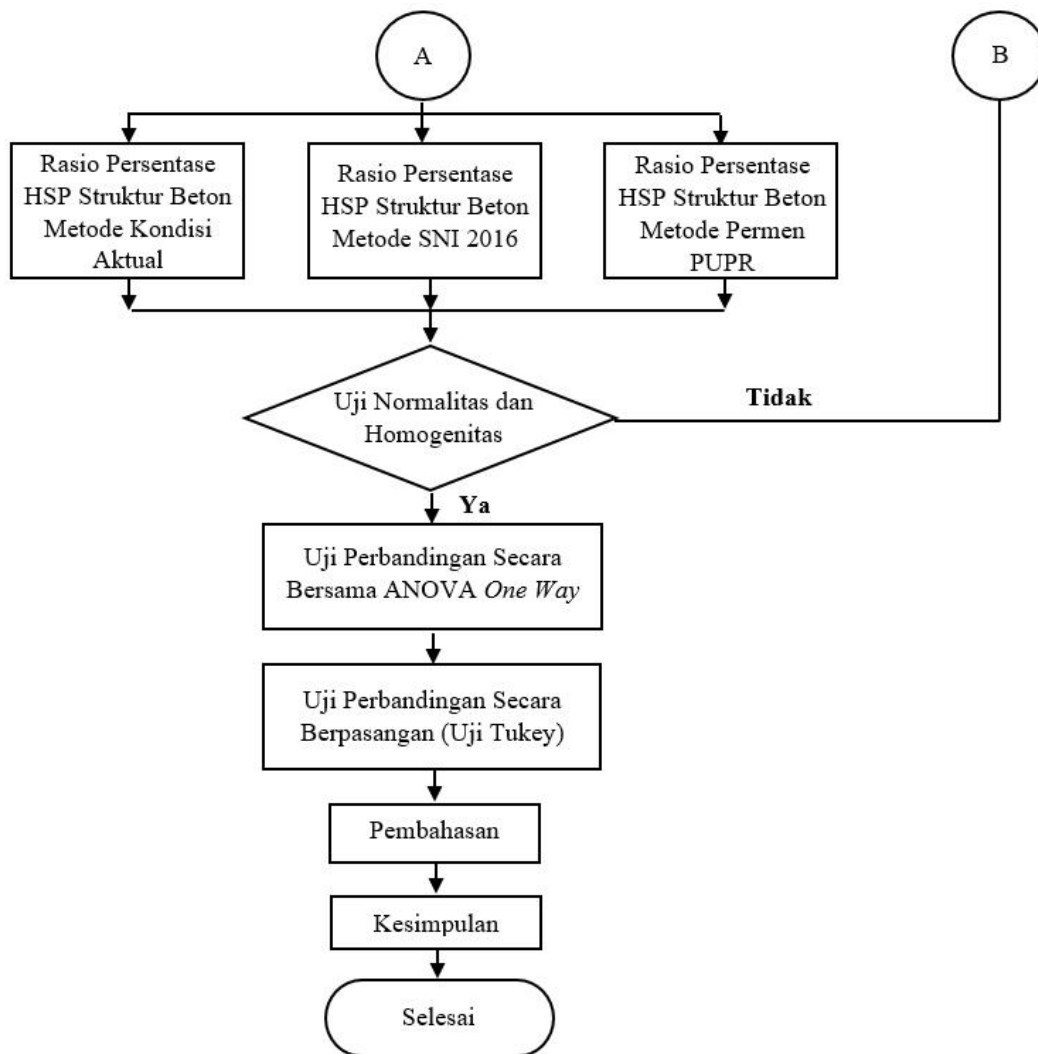 A
B
Rasio Persentase
HSP Struktur Beton
Metode Kondisi
Aktual
Rasio Persentase
HSP Struktur Beton
Metode SNI 2016
Rasio Persentase
HSP Struktur Beton
Metode Permen
PUPR
Uji Normalitas dan
Homogenitas
Tidak
Ya
Uji Perbandingan Secara
Bersama ANOVA One Way
Uji Perbandingan Secara
Berpasangan (Uji Tukey)
Pembahasan
Kesimpulan
Selesai